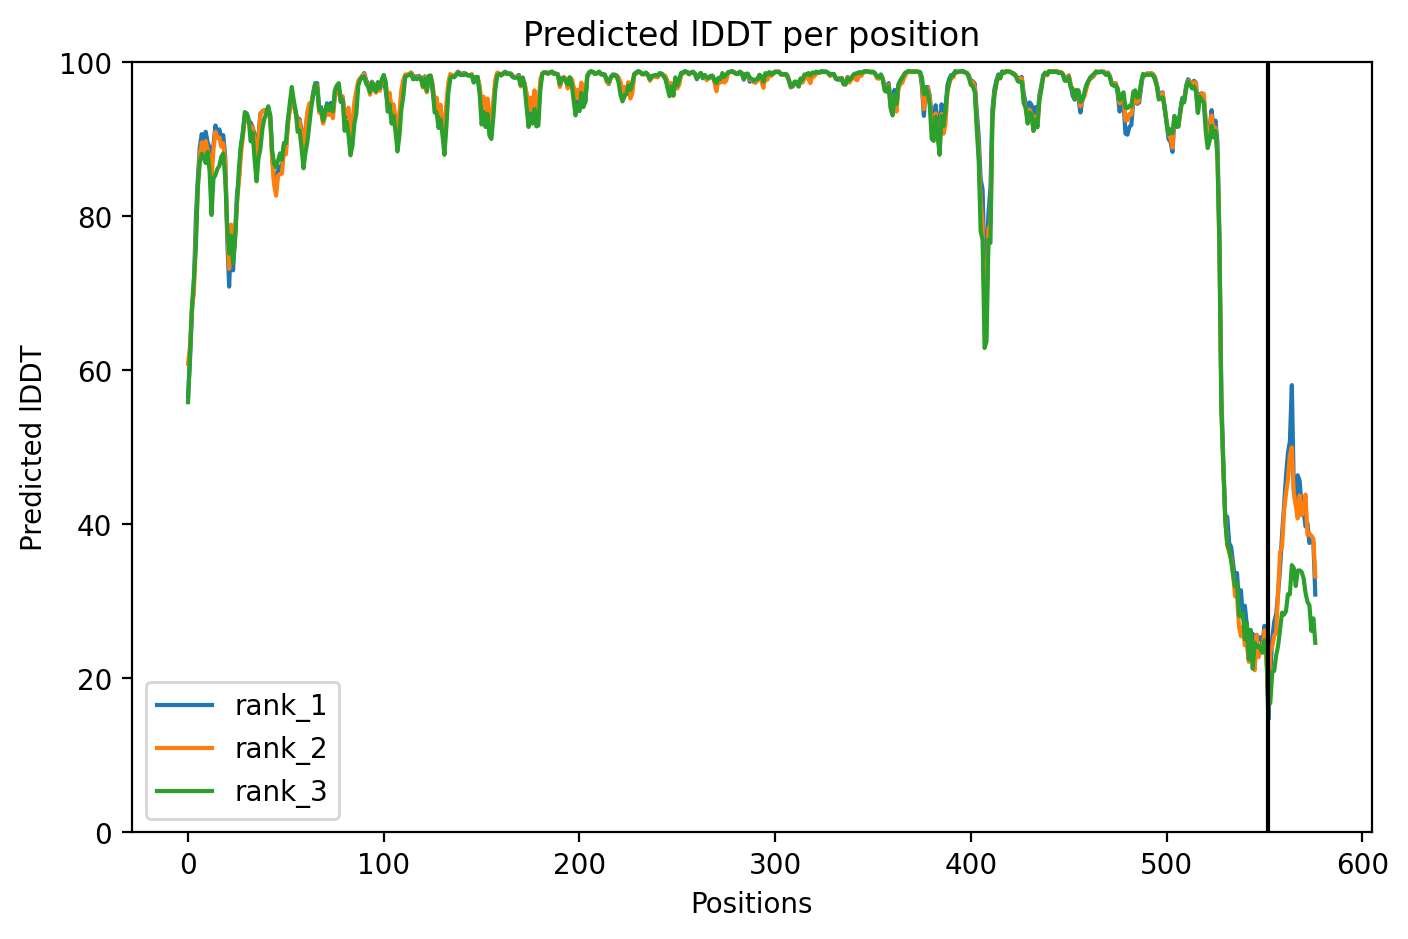 Predicted lDDT per position
100
80
60
40
20
0
Predicted lDDT
rank_1
rank_2
rank_3
0 100 200 300 400 500 600
Positions